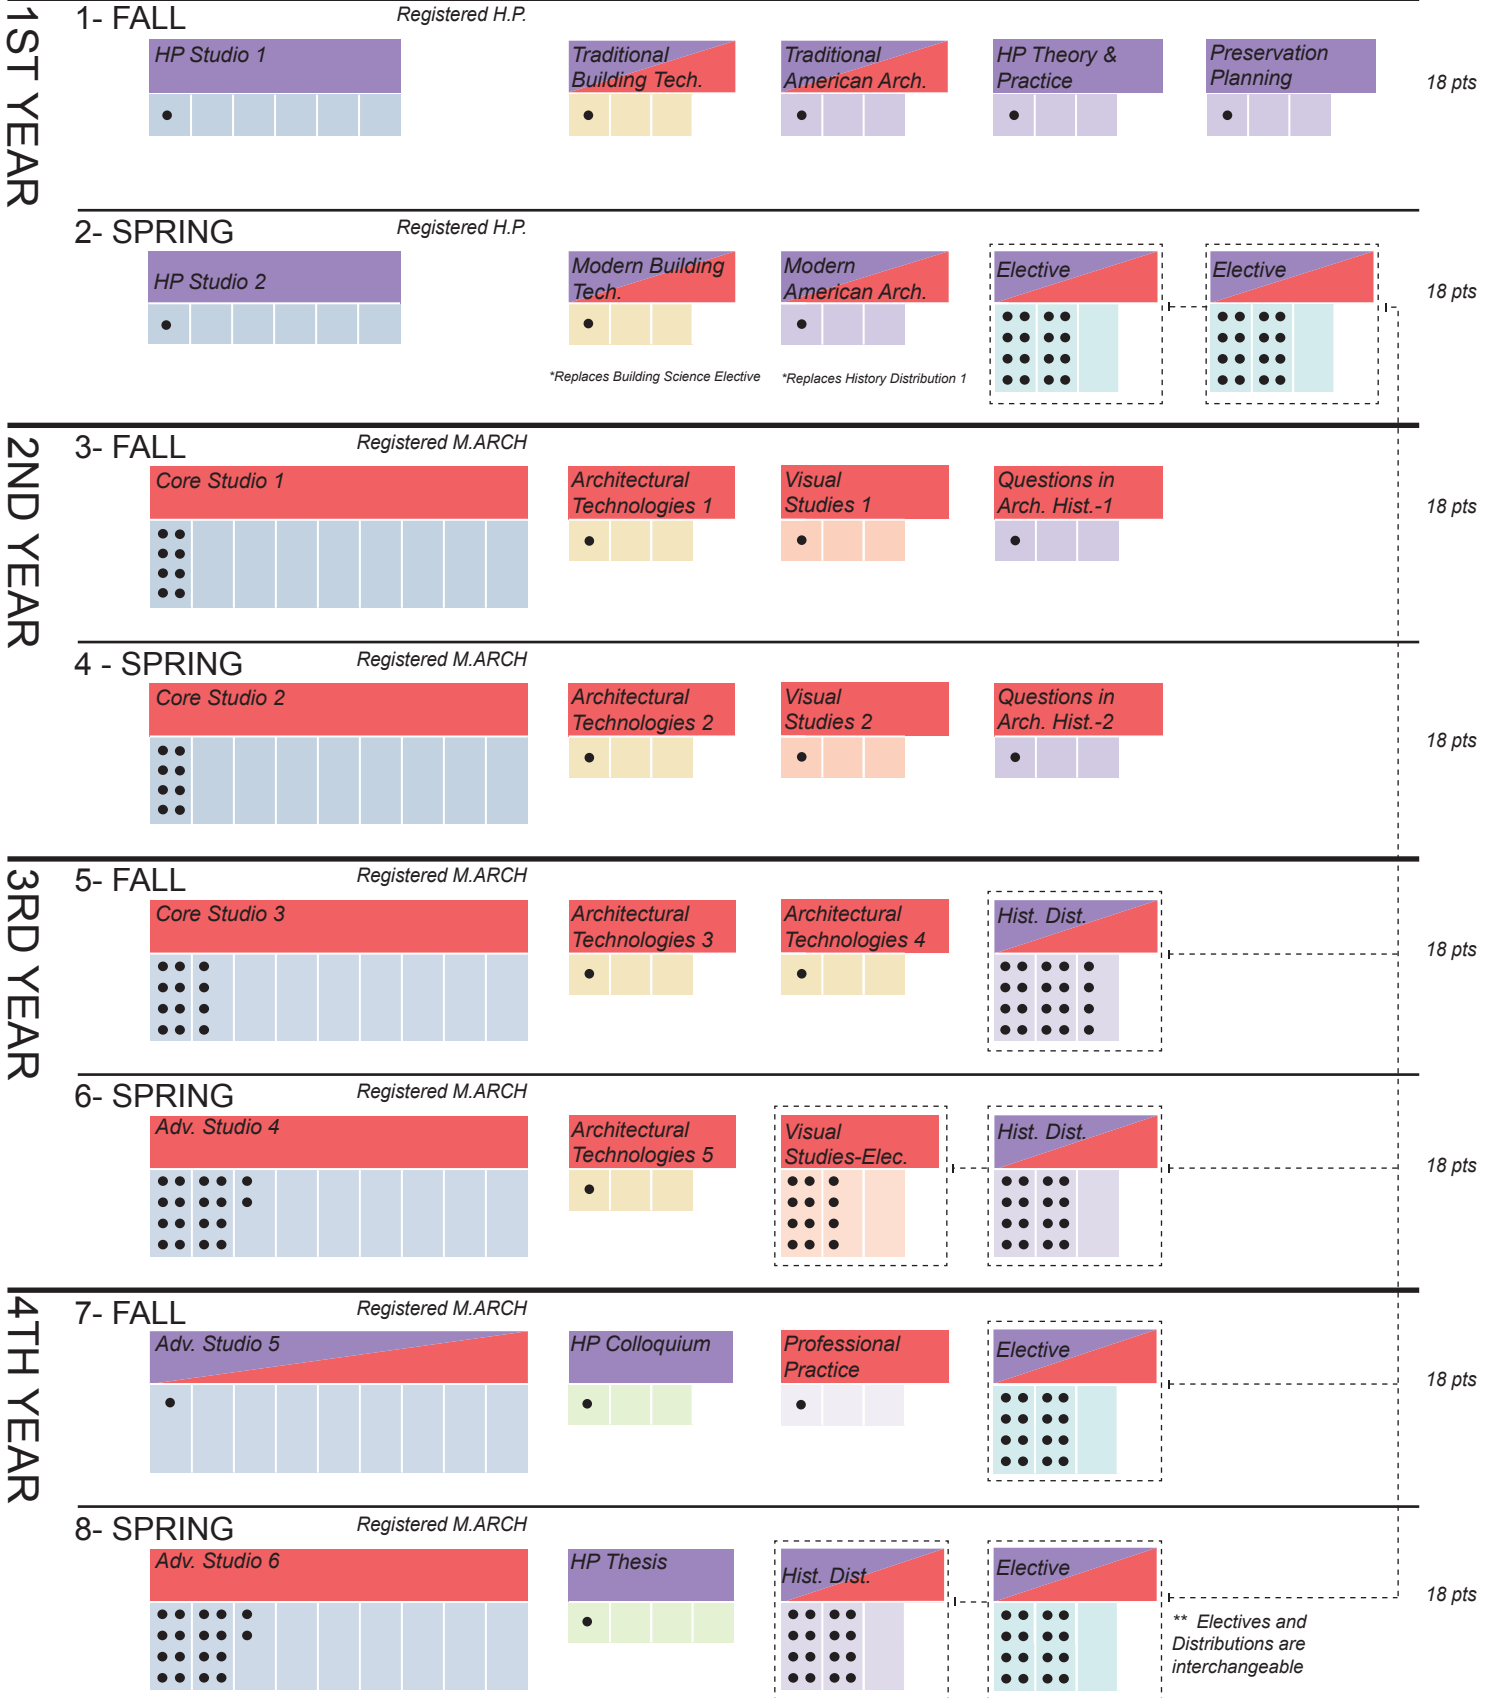 1ST YEAR
1- FALL
Registered H.P.
HP Studio 1
Traditional
Building Tech.
Traditional
American Arch.
HP Theory &
Practice
Preservation
Planning
18 pts
2- SPRING
Registered H.P.
HP Studio 2
Modern Building
Tech.
*Replaces Building Science Elective
Modern
American Arch.
*Replaces History Distribution 1
Elective
Elective
18 pts
2ND YEAR
3- FALL
Registered M.ARCH
Core Studio 1
Architectural
Technologies 1
Visual
Studies 1
Questions in
Arch. Hist.-1
18 pts
4 - SPRING
Registered M.ARCH
Core Studio 2
Architectural
Technologies 2
Visual
Studies 2
Questions in
Arch. Hist.-2
18 pts
3RD YEAR
5- FALL
Registered M.ARCH
Core Studio 3
Architectural
Technologies 3
Architectural
Technologies 4
Hist. Dist.
18 pts
6- SPRING
Registered M.ARCH
Adv. Studio 4
Architectural
Technologies 5
Visual
Studies-Elec.
Hist. Dist.
18 pts
4TH YEAR
7- FALL
Registered M.ARCH
Adv. Studio 5
HP Colloquium
Professional
Practice
Elective
18 pts
8- SPRING
Registered M.ARCH
Adv. Studio 6
HP Thesis
Hist. Dist.
Elective
18 pts
** Electives and
Distributions are
interchangeable